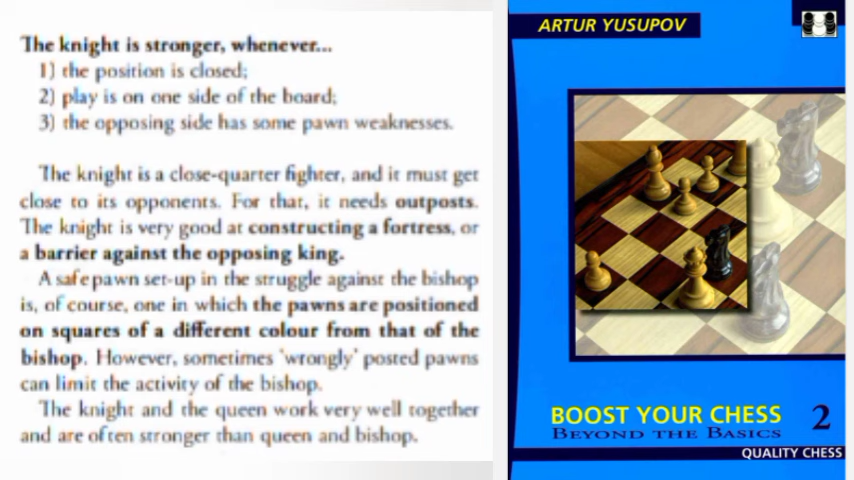 The knight is stronger, whenever...
1) the position is closed;
2) play is on one side of the board;
3) the opposing side has some pawn weaknesses.
The knight is a close-quarter fighter, and it must get
close to its opponents. For that, it needs outposts.
The knight is very good at constructing a fortress, or
a barrier against the opposing king.
A safe pawn set-up in the struggle against the bishop
is, of course, one in which the pawns are positioned
on squares of a different colour from that of the
bishop. However, sometimes 'wrongly' posted pawns
can limit the activity of the bishop.
The knight and the queen work very well together
and are often stronger than queen and bishop.
ARTUR YUSUPOV
BOOST YOUR CHESS 2
BEYOND THE BASICS
QUALITY CHESS